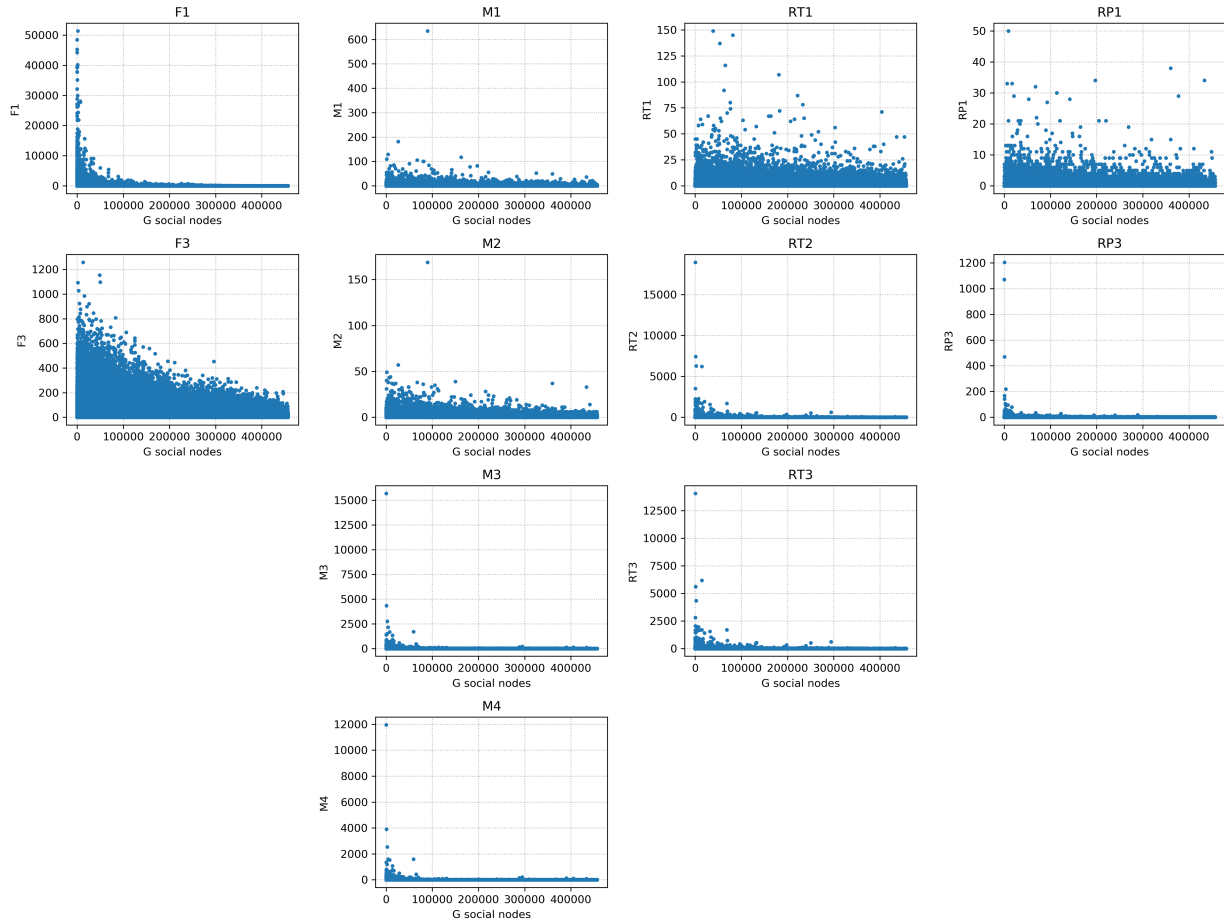 F1
F1
50000
40000
30000
20000
10000
0
0 100000 200000 300000 400000
G social nodes
M1
M1
600
500
400
300
200
100
0
0 100000 200000 300000 400000
G social nodes
RT1
RT1
150
125
100
75
50
25
0
0 100000 200000 300000 400000
G social nodes
RP1
RP1
50
40
30
20
10
0
0 100000 200000 300000 400000
G social nodes
F3
F3
1200
1000
800
600
400
200
0
0 100000 200000 300000 400000
G social nodes
M2
M2
150
100
50
0
0 100000 200000 300000 400000
G social nodes
RT2
RT2
15000
10000
5000
0
0 100000 200000 300000 400000
G social nodes
RP3
RP3
1200
1000
800
600
400
200
0
0 100000 200000 300000 400000
G social nodes
M3
M3
15000
12500
10000
7500
5000
2500
0
0 100000 200000 300000 400000
G social nodes
RT3
RT3
12500
10000
7500
5000
2500
0
0 100000 200000 300000 400000
G social nodes
M4
M4
12000
10000
8000
6000
4000
2000
0
0 100000 200000 300000 400000
G social nodes